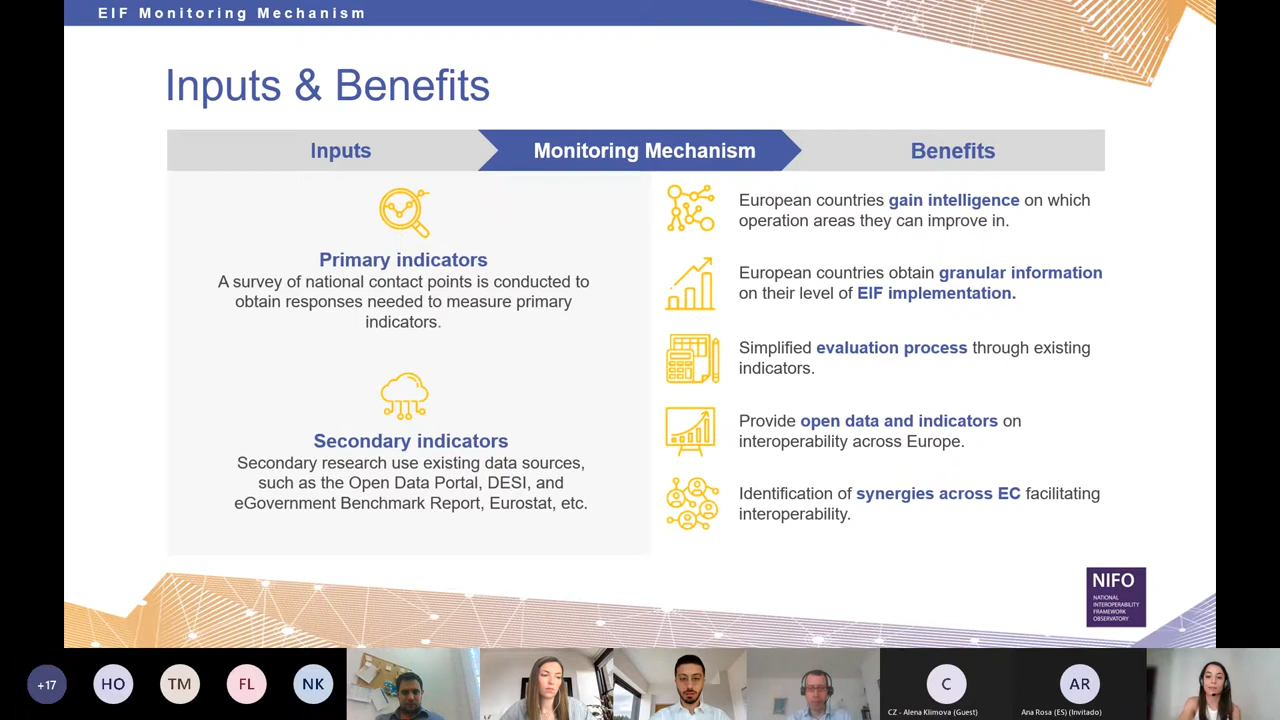 EIF Monitoring Mechanism
Inputs & Benefits
Inputs
Monitoring Mechanism
Benefits
Primary indicators
A survey of national contact points is conducted to
obtain responses needed to measure primary
indicators.
Secondary indicators
Secondary research use existing data sources,
such as the Open Data Portal, DESI, and
eGovernment Benchmark Report, Eurostat, etc.
European countries gain intelligence on which
operation areas they can improve in.
European countries obtain granular information
on their level of EIF implementation.
Simplified evaluation process through existing
indicators.
Provide open data and indicators on
interoperability across Europe.
Identification of synergies across EC facilitating
interoperability.
NIFO
NATIONAL
INTEROPERABILITY
FRAMEWORK
OBSERVATORY
+17
HO
TM
FL
NK
C
CZ - Alena Klimova (Guest)
AR
Ana Rosa (ES) (Invitado)